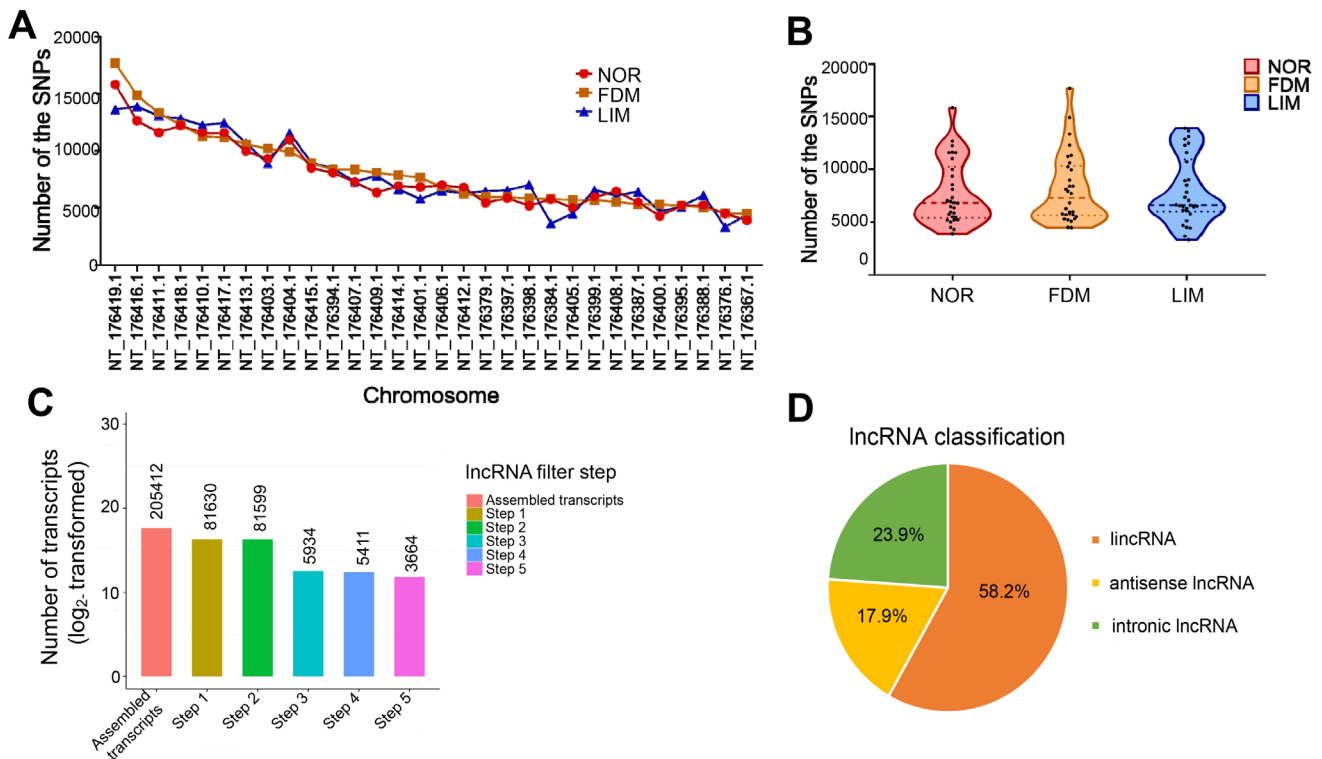 A
Number of the SNPs
20000
15000
10000
5000
0
NOR
FDM
LIM
NT_176419.1
NT_176416.1
NT_176411.1
NT_176418.1
NT_176410.1
NT_176417.1
NT_176413.1
NT_176403.1
NT_176404.1
NT_176415.1
NT_176394.1
NT_176407.1
NT_176409.1
NT_176414.1
NT_176401.1
NT_176406.1
NT_176412.1
NT_176379.1
NT_176397.1
NT_176398.1
NT_176384.1
NT_176405.1
NT_176399.1
NT_176408.1
NT_176387.1
NT_176400.1
NT_176395.1
NT_176388.1
NT_176376.1
NT_176367.1
Chromosome
B
Number of the SNPs
20000
15000
10000
5000
0
NOR
FDM
LIM
NOR
FDM
LIM
C
Number of transcripts
(log2- transformed)
30
20
10
0
205412
81630
81599
5934
5411
3664
Assembled
transcripts
Step 1
Step 2
Step 3
Step 4
Step 5
lncRNA filter step
Assembled transcripts
Step 1
Step 2
Step 3
Step 4
Step 5
D
lncRNA classification
23.9%
58.2%
17.9%
lincRNA
antisense lncRNA
intronic lncRNA